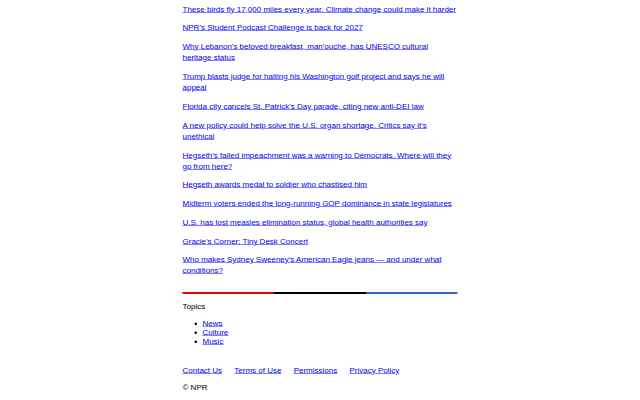 These birds fly 17,000 miles every year. Climate change could make it harder
NPR's Student Podcast Challenge is back for 2027
Why Lebanon's beloved breakfast, man'ouche, has UNESCO cultural
heritage status
Trump blasts judge for halting his Washington golf project and says he will
appeal
Florida city cancels St. Patrick's Day parade, citing new anti-DEI law
A new policy could help solve the U.S. organ shortage. Critics say it's
unethical
Hegseth's failed impeachment was a warning to Democrats. Where will they
go from here?
Hegseth awards medal to soldier who chastised him
Midterm voters ended the long-running GOP dominance in state legislatures
U.S. has lost measles elimination status, global health authorities say
Gracie's Corner: Tiny Desk Concert
Who makes Sydney Sweeney's American Eagle jeans — and under what
conditions?
Topics
News
Culture
Music
Contact Us Terms of Use Permissions Privacy Policy
© NPR